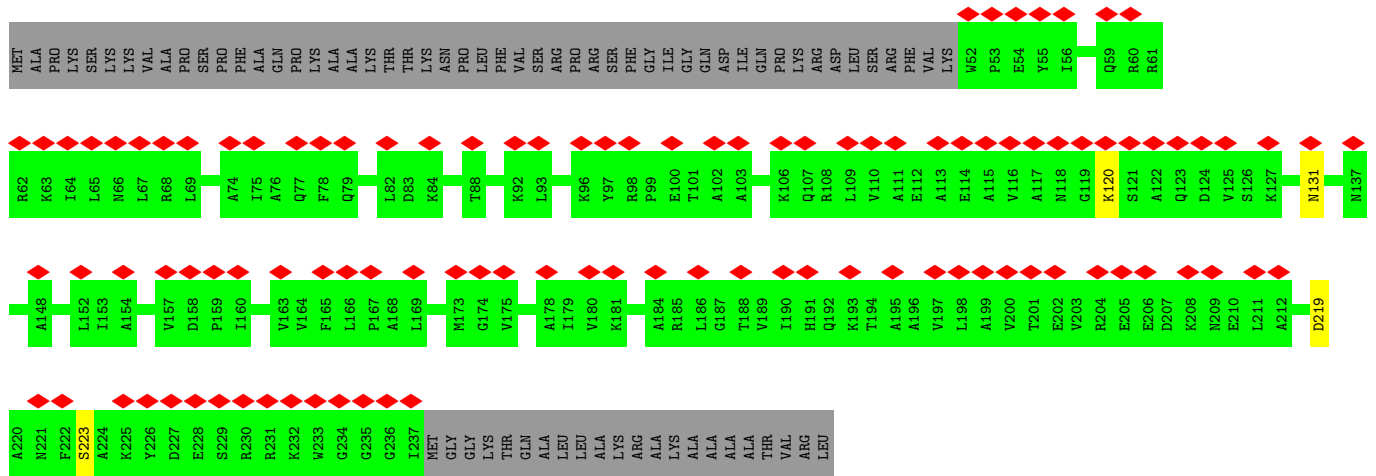 MET ALA PRO LYS SER LYS LYS VAL ALA PRO SER PRO PHE ALA GLN PRO LYS ALA ALA LYS THR THR LYS ASN PRO LEU PHE VAL SER ARG PRO ARG SER PHE GLY ILE GLY GLN ASP ILE GLN PRO LYS ARG ASP LEU SER ARG PHE VAL LYS W52 P53 E54 Y55 I56 Q59 R60 R61
R62 K63 I64 L65 N66 L67 R68 L69 A74 I75 A76 Q77 F78 Q79 L82 D83 K84 T88 K92 L93 K96 Y97 R98 P99 E100 T101 A102 A103 K106 Q107 R108 L109 V110 A111 E112 A113 E114 A115 V116 A117 N118 G119 K120 S121 A122 Q123 D124 V125 S126 K127 N131 N137
A148 L152 I153 A154 V157 D158 P159 I160 V163 V164 F165 L166 P167 A168 L169 M173 G174 V175 A178 I179 V180 K181 A184 R185 L186 G187 T188 V189 I190 H191 Q192 K193 T194 A195 A196 V197 L198 A199 V200 T201 E202 V203 R204 E205 E206 D207 K208 N209 E210 L211 A212 D219
A220 N221 F222 S223 A224 K225 Y226 D227 E228 S229 R230 R231 K232 W233 G234 G235 G236 I237 MET GLY GLY LYS THR GLN ALA LEU LEU ALA LYS ARG ALA LYS ALA ALA ALA ALA THR VAL ARG LEU